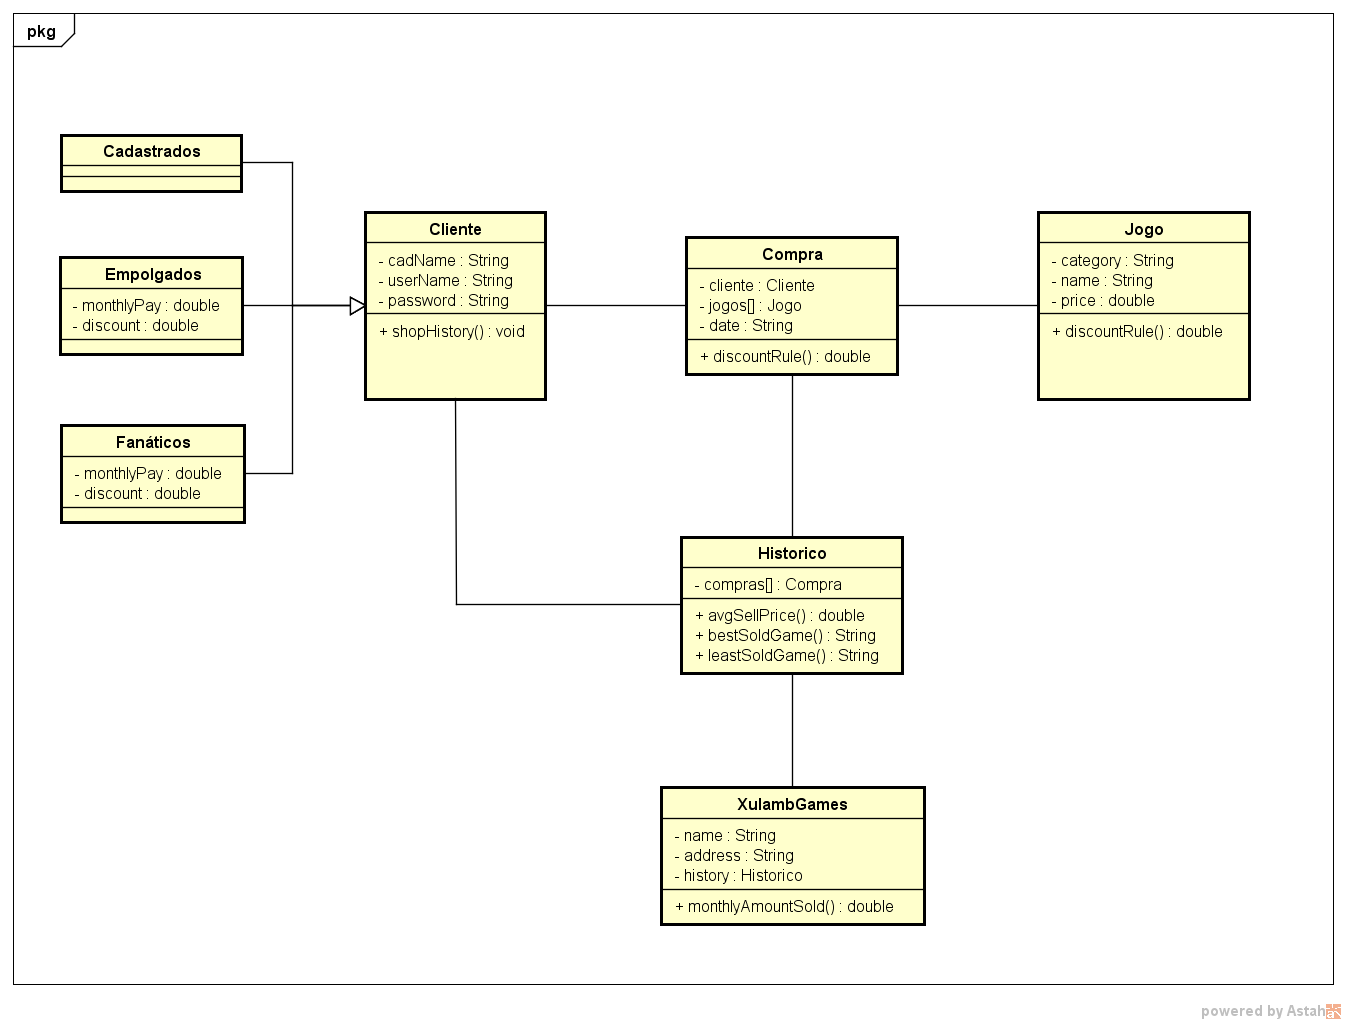 pkg
Cadastrados
Empolgados
- monthlyPay : double
- discount : double
Fanáticos
- monthlyPay : double
- discount : double
Cliente
- cadName : String
- userName : String
- password : String
+ shopHistory() : void
Compra
- cliente : Cliente
- jogos[] : Jogo
- date : String
+ discountRule() : double
Jogo
- category : String
- name : String
- price : double
+ discountRule() : double
Historico
- compras[] : Compra
+ avgSellPrice() : double
+ bestSoldGame() : String
+ leastSoldGame() : String
XulambGames
- name : String
- address : String
- history : Historico
+ monthlyAmountSold() : double
powered by Astah